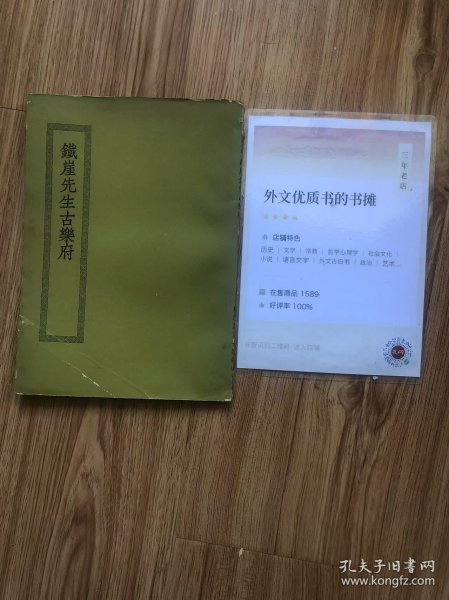 鐵崖先生古樂府
三年老店
外文优质书的书摊
店铺特色
历史 | 文学 | 宗教 | 哲学心理学 | 社会文化 |
小说 | 语言文字 | 外文古旧书 | 政治 | 艺术...
在售商品 1589
好评率 100%
孔夫子旧书网
www.kongfz.com